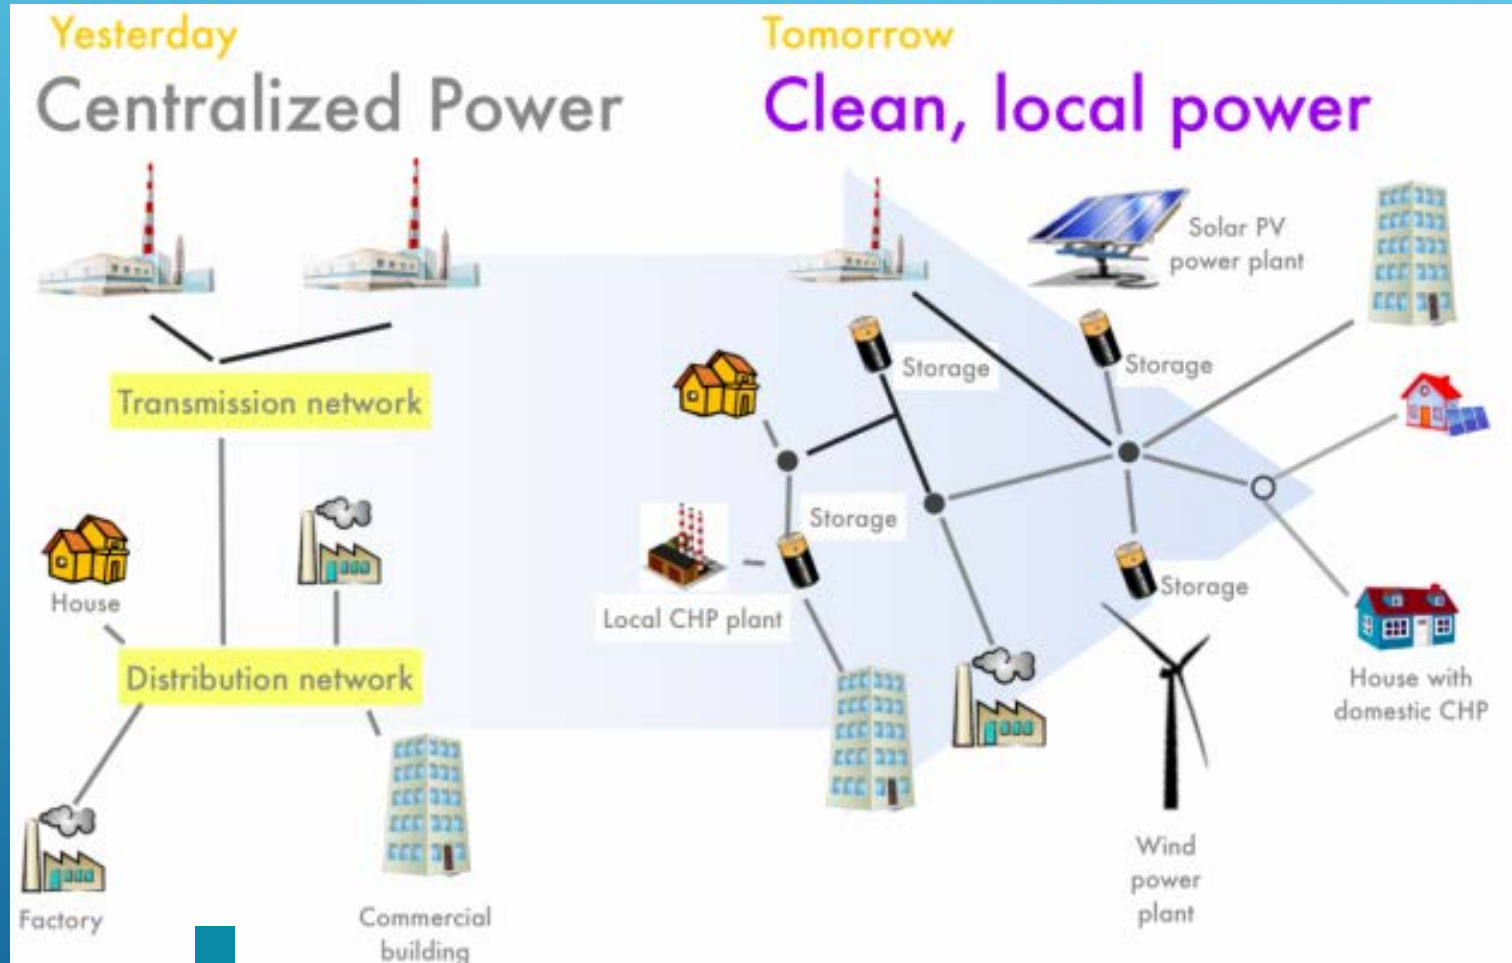 Yesterday
Centralized Power
Transmission network
House
Distribution network
Factory
Commercial
building
Tomorrow
Clean, local power
Solar PV
power plant
Storage
Storage
Storage
Local CHP plant
Storage
House with
domestic CHP
Wind
power
plant